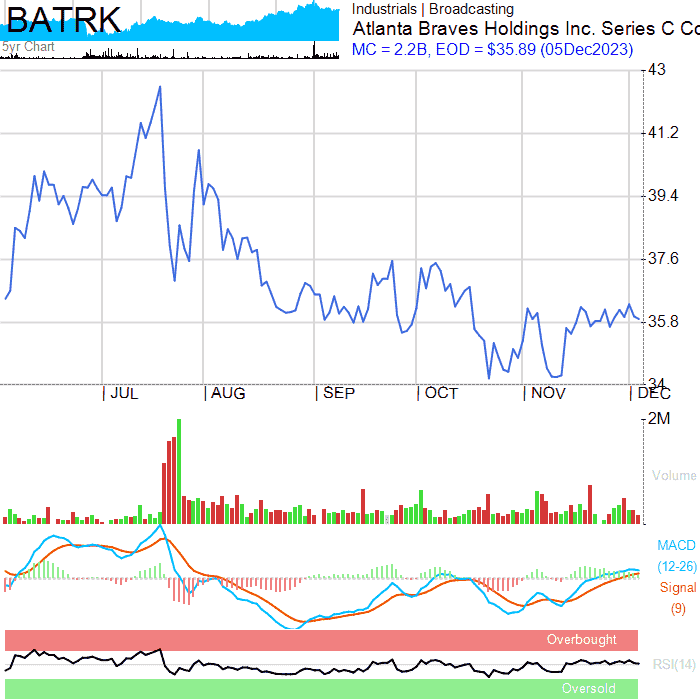 BATRK
5yr Chart
Industrials | Broadcasting
Atlanta Braves Holdings Inc. Series C Co
MC = 2.2B, EOD = $35.89 (05Dec2023)
43
41.2
39.4
37.6
35.8
34
JUL
AUG
SEP
OCT
NOV
DEC
2M
Volume
MACD
(12-26)
Signal
(9)
Overbought
RSI(14)
Oversold